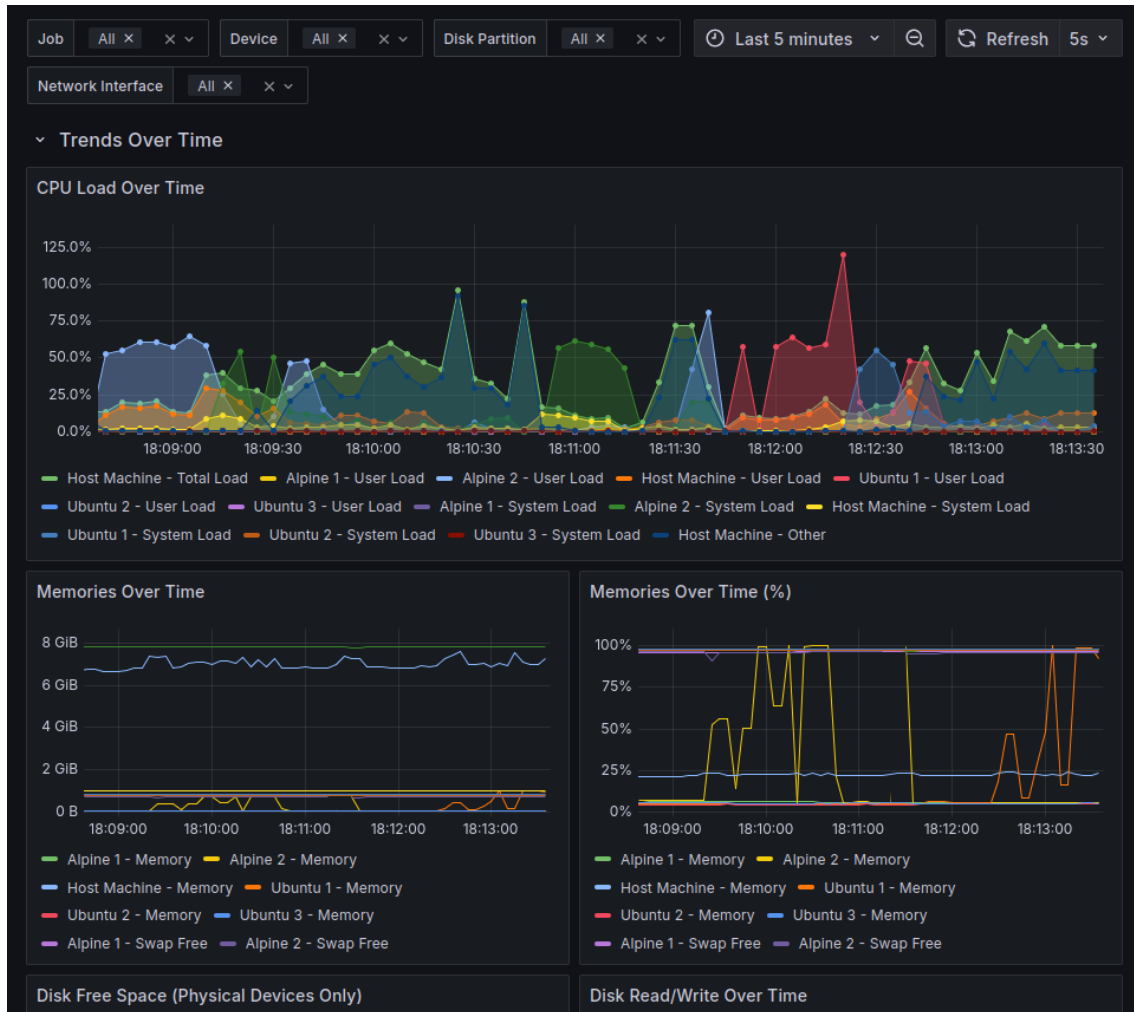 Job All × × Device All × × Disk Partition All × × Last 5 minutes Refresh 5s
Network Interface All × ×
Trends Over Time
CPU Load Over Time
125.0%
100.0%
75.0%
50.0%
25.0%
0.0%
18:09:00 18:09:30 18:10:00 18:10:30 18:11:00 18:11:30 18:12:00 18:12:30 18:13:00 18:13:30
Host Machine - Total Load Alpine 1 - User Load Alpine 2 - User Load Host Machine - User Load Ubuntu 1 - User Load
Ubuntu 2 - User Load Ubuntu 3 - User Load Alpine 1 - System Load Alpine 2 - System Load Host Machine - System Load
Ubuntu 1 - System Load Ubuntu 2 - System Load Ubuntu 3 - System Load Host Machine - Other
Memories Over Time
8 GiB
6 GiB
4 GiB
2 GiB
0 B
18:09:00 18:10:00 18:11:00 18:12:00 18:13:00
Alpine 1 - Memory Alpine 2 - Memory
Host Machine - Memory Ubuntu 1 - Memory
Ubuntu 2 - Memory Ubuntu 3 - Memory
Alpine 1 - Swap Free Alpine 2 - Swap Free
Memories Over Time (%)
100%
75%
50%
25%
0%
18:09:00 18:10:00 18:11:00 18:12:00 18:13:00
Alpine 1 - Memory Alpine 2 - Memory
Host Machine - Memory Ubuntu 1 - Memory
Ubuntu 2 - Memory Ubuntu 3 - Memory
Alpine 1 - Swap Free Alpine 2 - Swap Free
Disk Free Space (Physical Devices Only)
Disk Read/Write Over Time